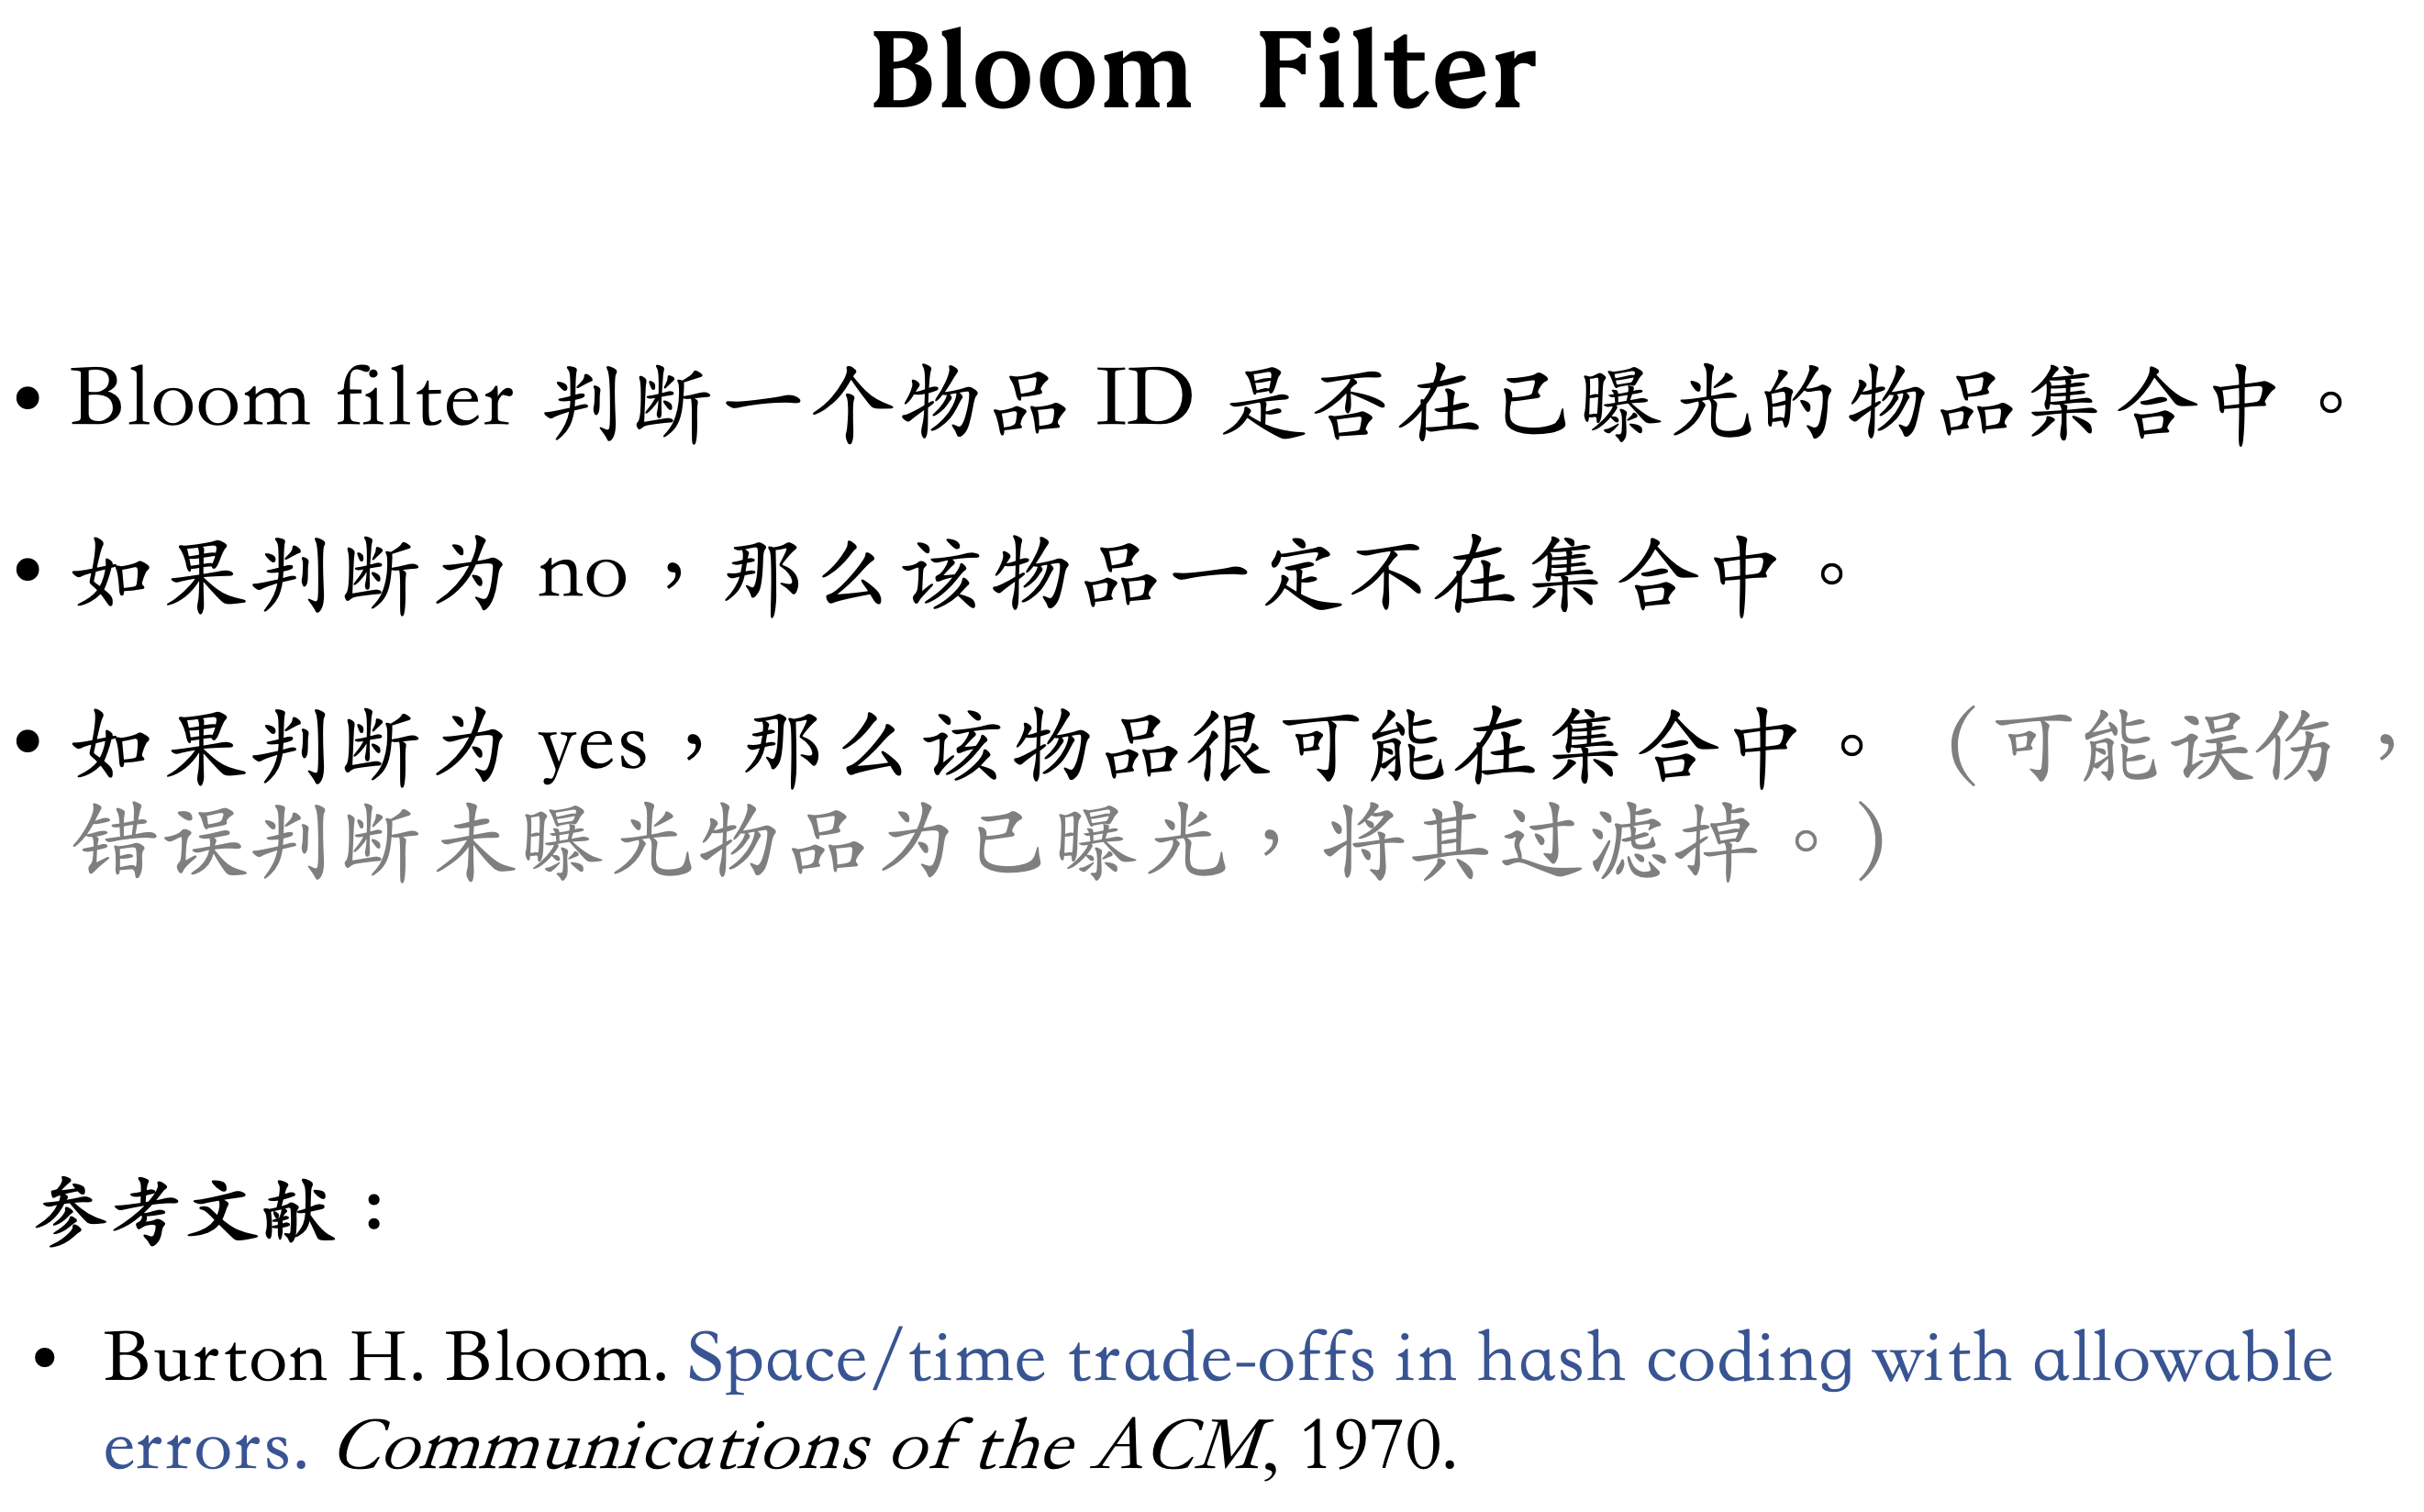 Bloom Filter
• Bloom filter 判断一个物品 ID 是否在已曝光的物品集合中。
• 如果判断为 no，那么该物品一定不在集合中。
• 如果判断为 yes，那么该物品很可能在集合中。（可能误伤，
错误判断未曝光物品为已曝光，将其过滤掉。）
参考文献：
• Burton H. Bloom. Space/time trade-offs in hash coding with allowable
errors. Communications of the ACM, 1970.